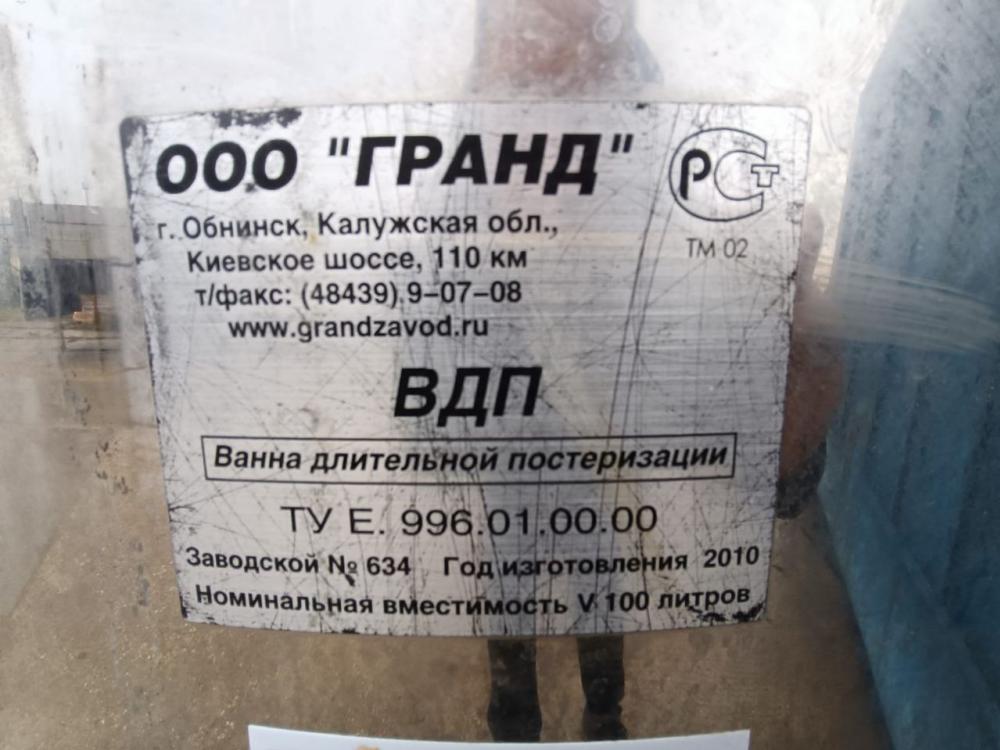 ООО "ГРАНД"
РСТ
г. Обнинск, Калужская обл.,
ТМ 02
Киевское шоссе, 110 км
т/факс: (48439) 9-07-08
www.grandzavod.ru
ВДП
Ванна длительной постеризации
ТУ Е. 996.01.00.00
Заводской № 634 Год изготовления 2010
Номинальная вместимость V 100 литров